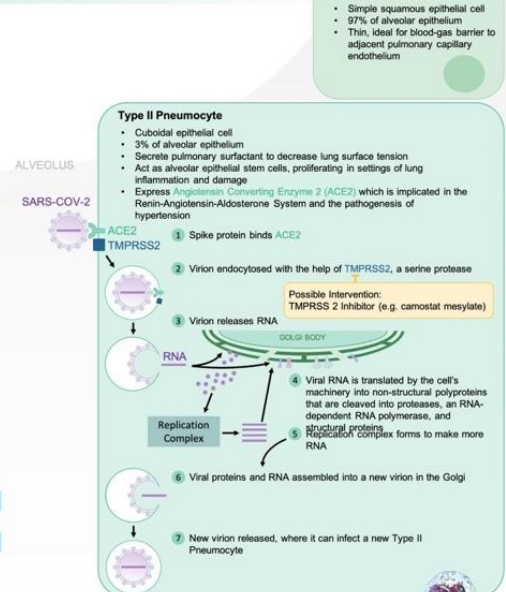 • Simple squamous epithelial cell
• 97% of alveolar epithelium
• Thin, ideal for blood-gas barrier to
adjacent pulmonary capillary
endothelium
Type II Pneumocyte
• Cuboidal epithelial cell
• 3% of alveolar epithelium
• Secrete pulmonary surfactant to decrease lung surface tension
• Act as alveolar epithelial stem cells, proliferating in settings of lung
inflammation and damage
• Express Angiotensin Converting Enzyme 2 (ACE2) which is implicated in the
Renin-Angiotensin-Aldosterone System and the pathogenesis of
hypertension
ALVEOLUS
SARS-COV-2
ACE2
TMPRSS2
1 Spike protein binds ACE2
2 Virion endocytosed with the help of TMPRSS2, a serine protease
Possible Intervention:
TMPRSS 2 Inhibitor (e.g. camostat mesylate)
3 Virion releases RNA
GOLGI BODY
RNA
4 Viral RNA is translated by the cell's
machinery into non-structural polyproteins
that are cleaved into proteases, an RNA-
dependent RNA polymerase, and
structural proteins
Replication
Complex
5 Replication complex forms to make more
RNA
6 Viral proteins and RNA assembled into a new virion in the Golgi
7 New virion released, where it can infect a new Type II
Pneumocyte